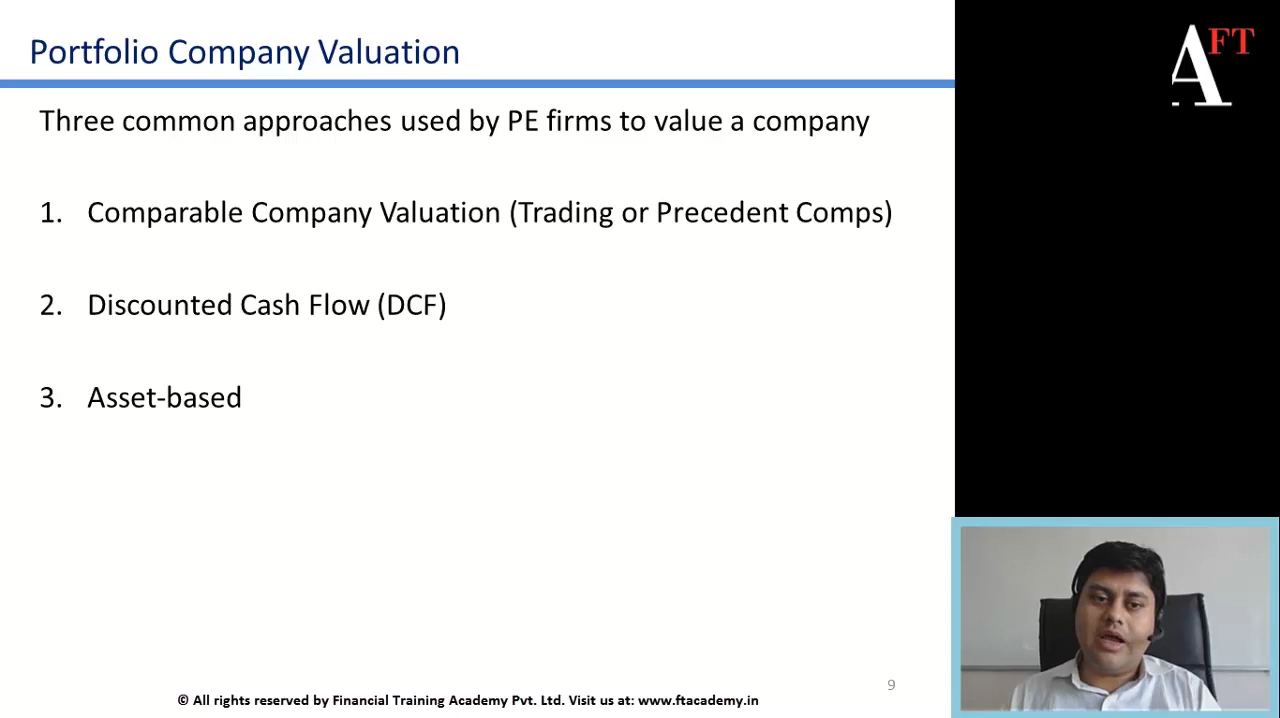 Portfolio Company Valuation
AFT
Three common approaches used by PE firms to value a company
1. Comparable Company Valuation (Trading or Precedent Comps)
2. Discounted Cash Flow (DCF)
3. Asset-based
9
© All rights reserved by Financial Training Academy Pvt. Ltd. Visit us at: www.ftacademy.in